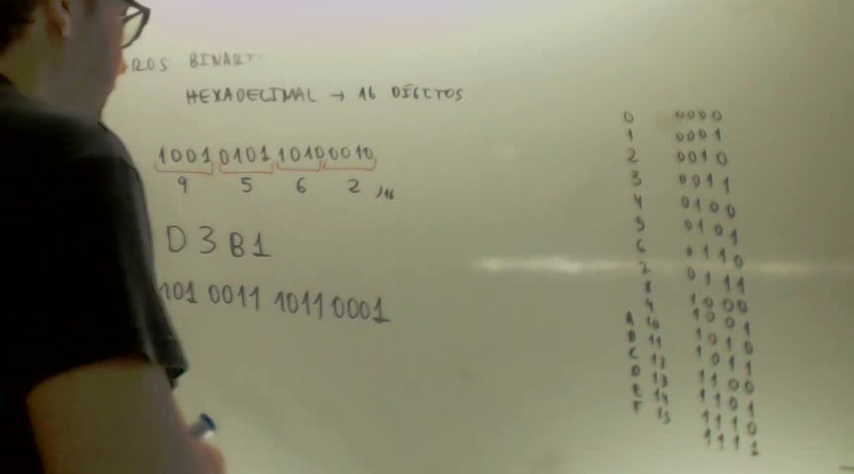 ROS BINARI
HEXADECIMAL → 16 DÍGITOS
1001 0101 1010 0010
9 5 6 2 )16
D 3 B 1
101 0011 1011 0001
0 0000
1 0001
2 0010
3 0011
4 0100
5 0101
6 0110
7 0111
8 1000
9 1001
A 10 1010
B 11 1011
C 12 1100
D 13 1101
E 14 1110
F 15 1111